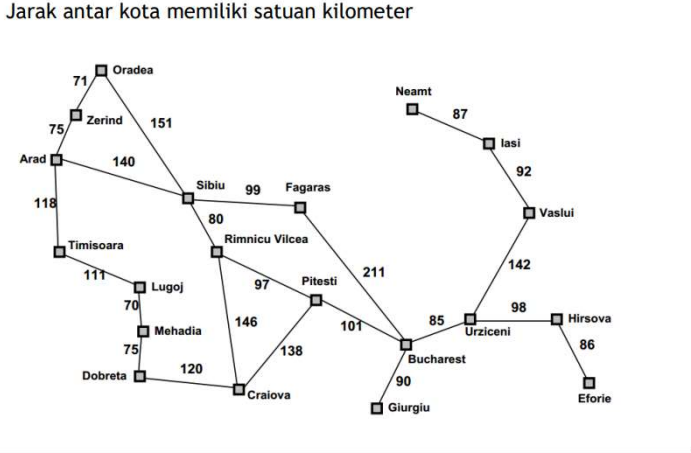 Jarak antar kota memiliki satuan kilometer
Oradea
71
Neamt
87
Zerind
151
75
Iasi
Arad
140
92
Sibiu
99
Fagaras
118
80
Vaslui
Timisoara
Rimnicu Vilcea
142
111
211
Lugoj
97
Pitesti
70
98
Mehadia
146
101
85
Hirsova
Urziceni
75
138
86
Bucharest
Dobreta
120
90
Craiova
Giurgiu
Eforie